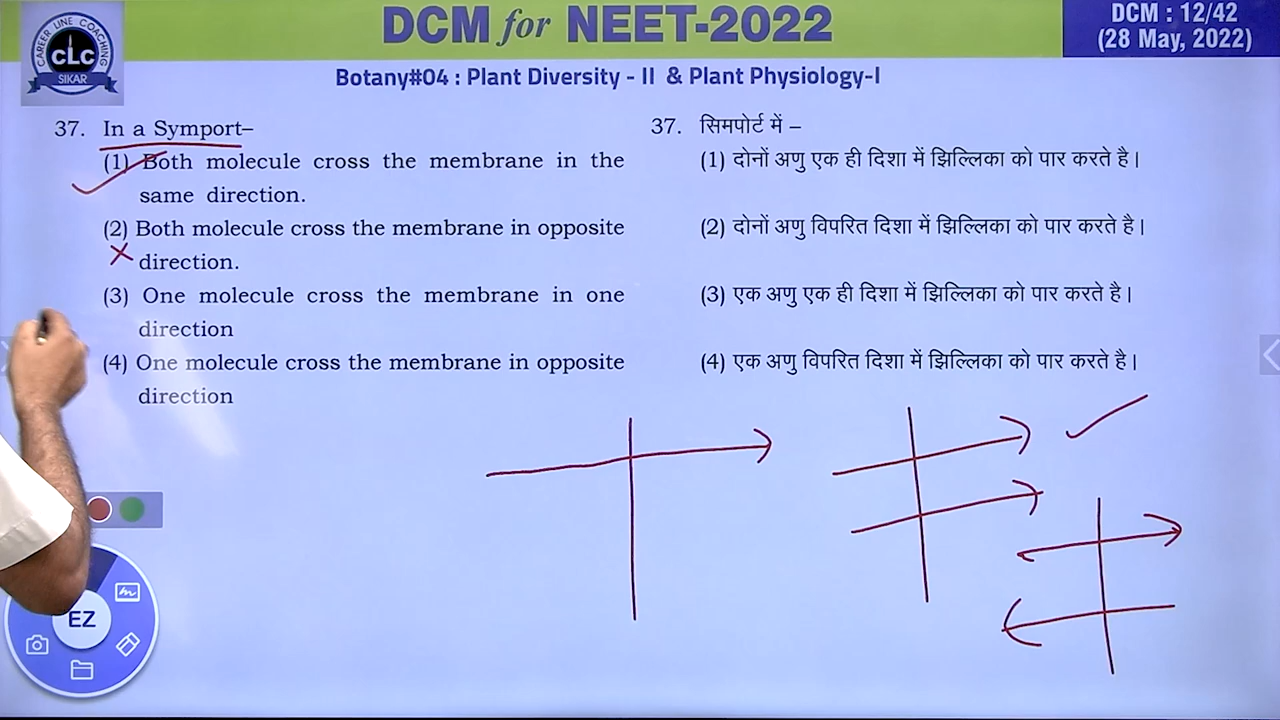 DCM for NEET-2022
DCM : 12/42
(28 May, 2022)
CAREER LINE COACHING
CLC
SIKAR
Botany#04 : Plant Diversity - II & Plant Physiology-I
37. In a Symport–
(1) Both molecule cross the membrane in the
same direction.
(2) Both molecule cross the membrane in opposite
direction.
(3) One molecule cross the membrane in one
direction
(4) One molecule cross the membrane in opposite
direction
37. सिमपोर्ट में –
(1) दोनों अणु एक ही दिशा में झिल्लिका को पार करते है।
(2) दोनों अणु विपरित दिशा में झिल्लिका को पार करते है।
(3) एक अणु एक ही दिशा में झिल्लिका को पार करते है।
(4) एक अणु विपरित दिशा में झिल्लिका को पार करते है।
EZ